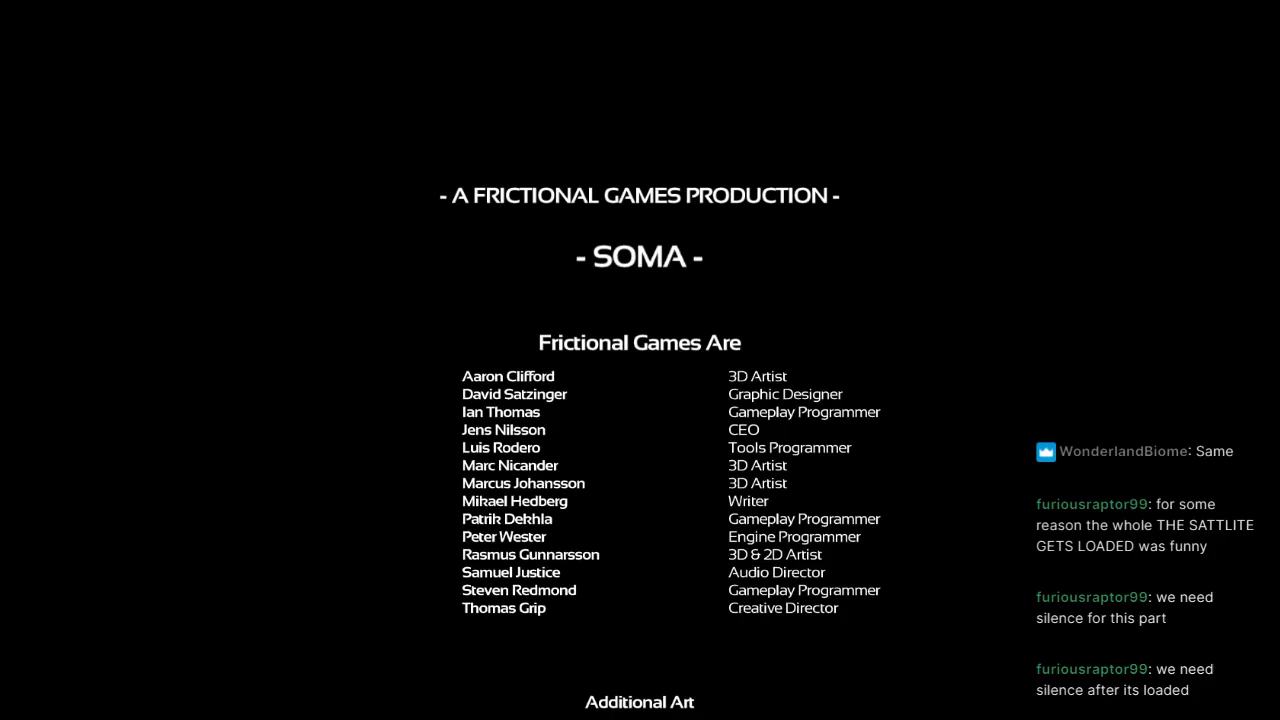 - A FRICTIONAL GAMES PRODUCTION -
- SOMA -
Frictional Games Are
Aaron Clifford 3D Artist
David Satzinger Graphic Designer
Ian Thomas Gameplay Programmer
Jens Nilsson CEO
Luis Rodero Tools Programmer
Marc Nicander 3D Artist
Marcus Johansson 3D Artist
Mikael Hedberg Writer
Patrik Dekhla Gameplay Programmer
Peter Wester Engine Programmer
Rasmus Gunnarsson 3D & 2D Artist
Samuel Justice Audio Director
Steven Redmond Gameplay Programmer
Thomas Grip Creative Director
Additional Art
WonderlandBiome: Same
furiousraptor99: for some
reason the whole THE SATTLITE
GETS LOADED was funny
furiousraptor99: we need
silence for this part
furiousraptor99: we need
silence after its loaded